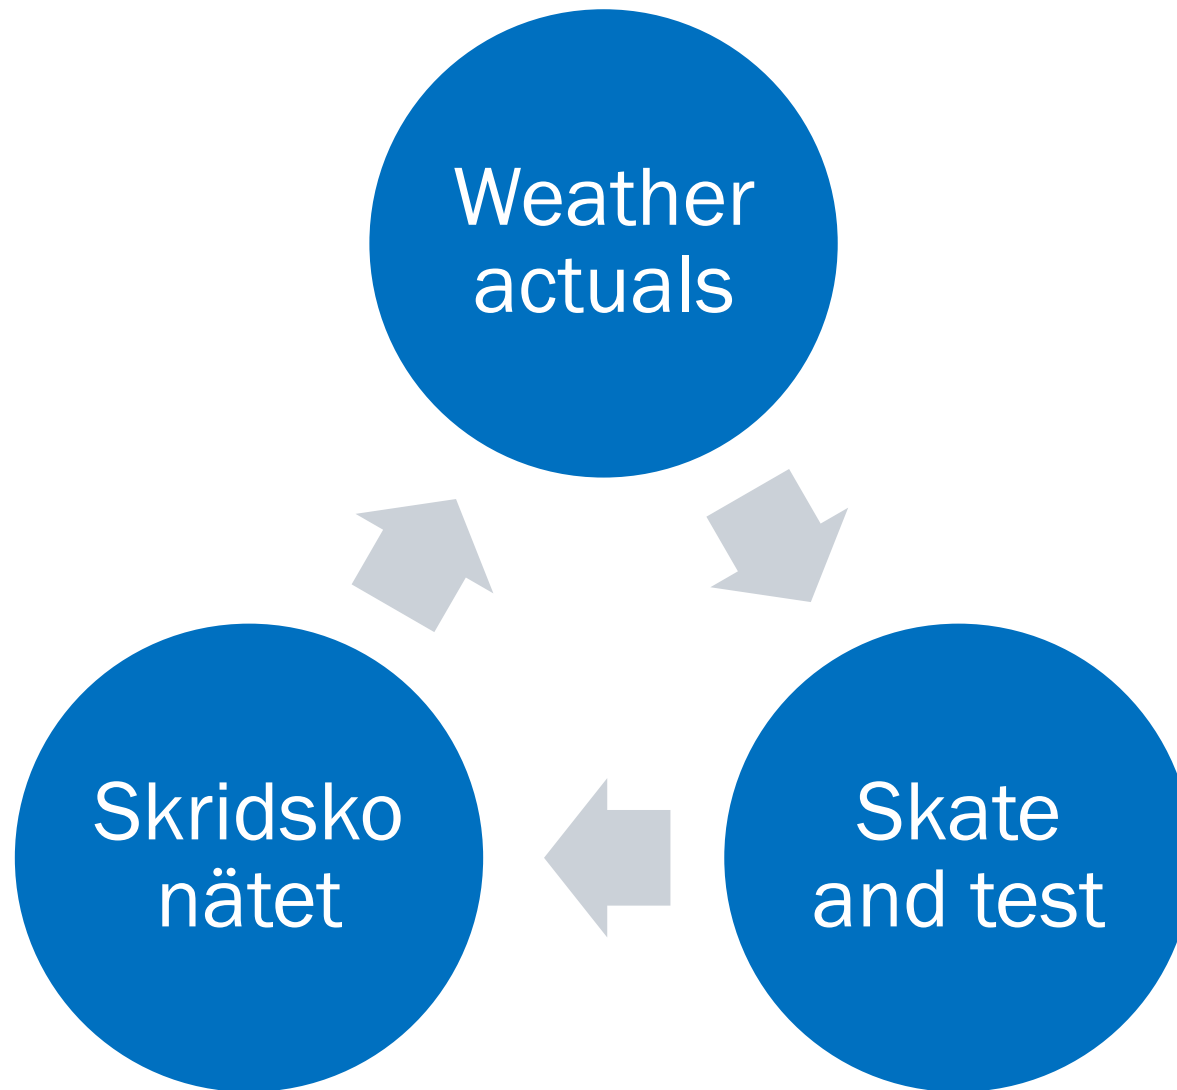 Weather
actuals
Skate
and test
Skridsko
nätet